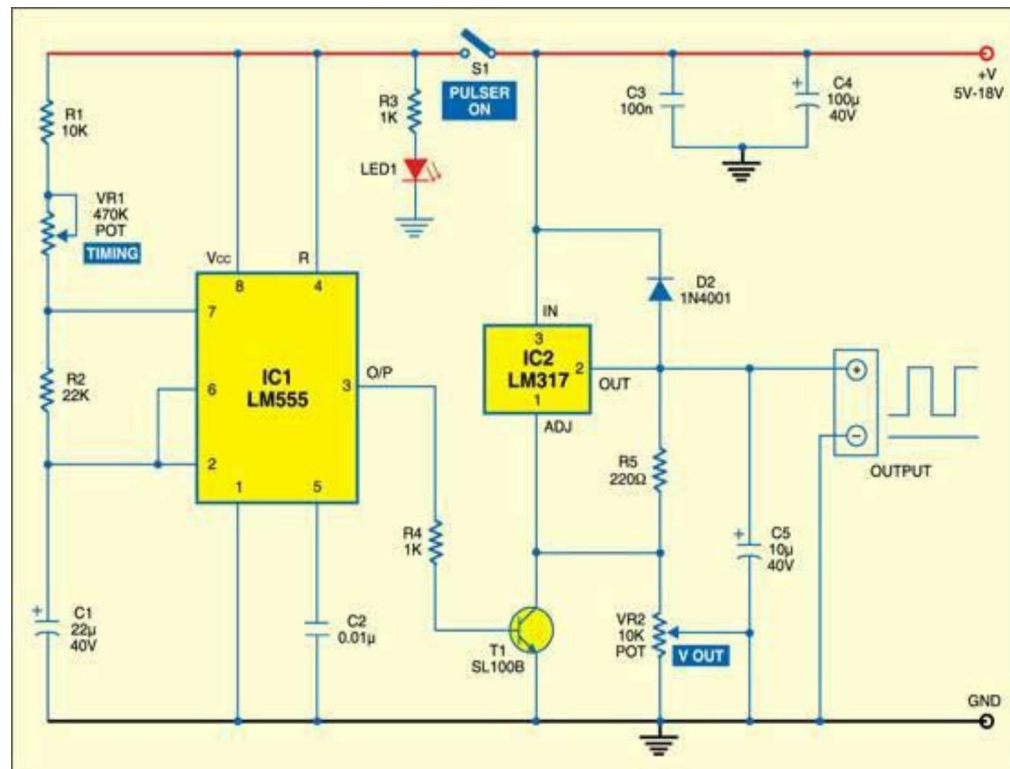 S1
PULSER
ON
+V
5V-18V
R1
10K
R3
1K
C3
100n
+
C4
100µ
40V
LED1
VR1
470K
POT
TIMING
Vcc
R
8
4
7
D2
1N4001
IN
3
IC2
LM317
2
OUT
1
ADJ
+
−
OUTPUT
R2
22K
6
IC1
LM555
3
O/P
2
1
5
R5
220Ω
R4
1K
+
C5
10µ
40V
+
C1
22µ
40V
C2
0.01µ
T1
SL100B
VR2
10K
POT
V OUT
GND